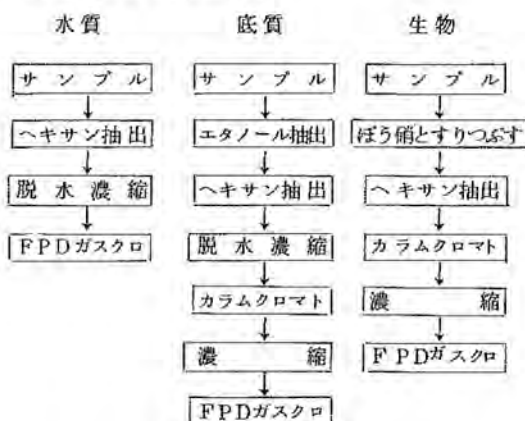 水質
サンプル
ヘキサン抽出
脱水濃縮
FPDガスクロ
底質
サンプル
エタノール抽出
ヘキサン抽出
脱水濃縮
カラムクロマト
濃縮
FPDガスクロ
生物
サンプル
ぼう硝とすりつぶす
ヘキサン抽出
カラムクロマト
濃縮
FPDガスクロ